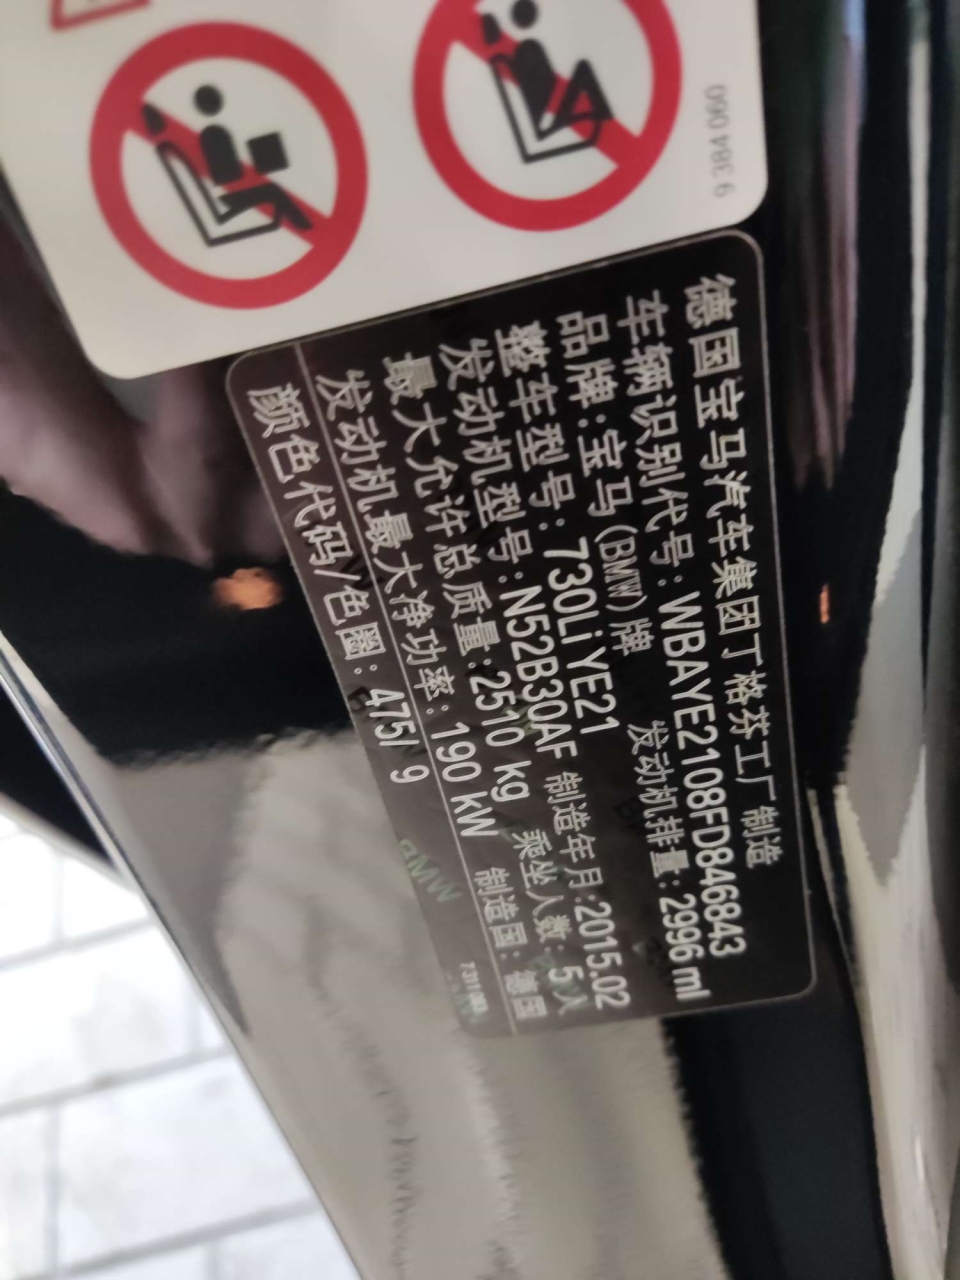 9 384 060
德国宝马汽车集团丁格芬工厂制造
车辆识别代号:WBAYE2108FD846843
品牌:宝马(BMW)牌 发动机排量:2996 ml
整车型号:730Li YE21
发动机型号:N52B30AF 制造年月:2015.02
最大允许总质量:2510 kg 乘坐人数:5人
发动机最大净功率:190 kW 制造国:德国
颜色代码/色圈:475/ 9
BMW